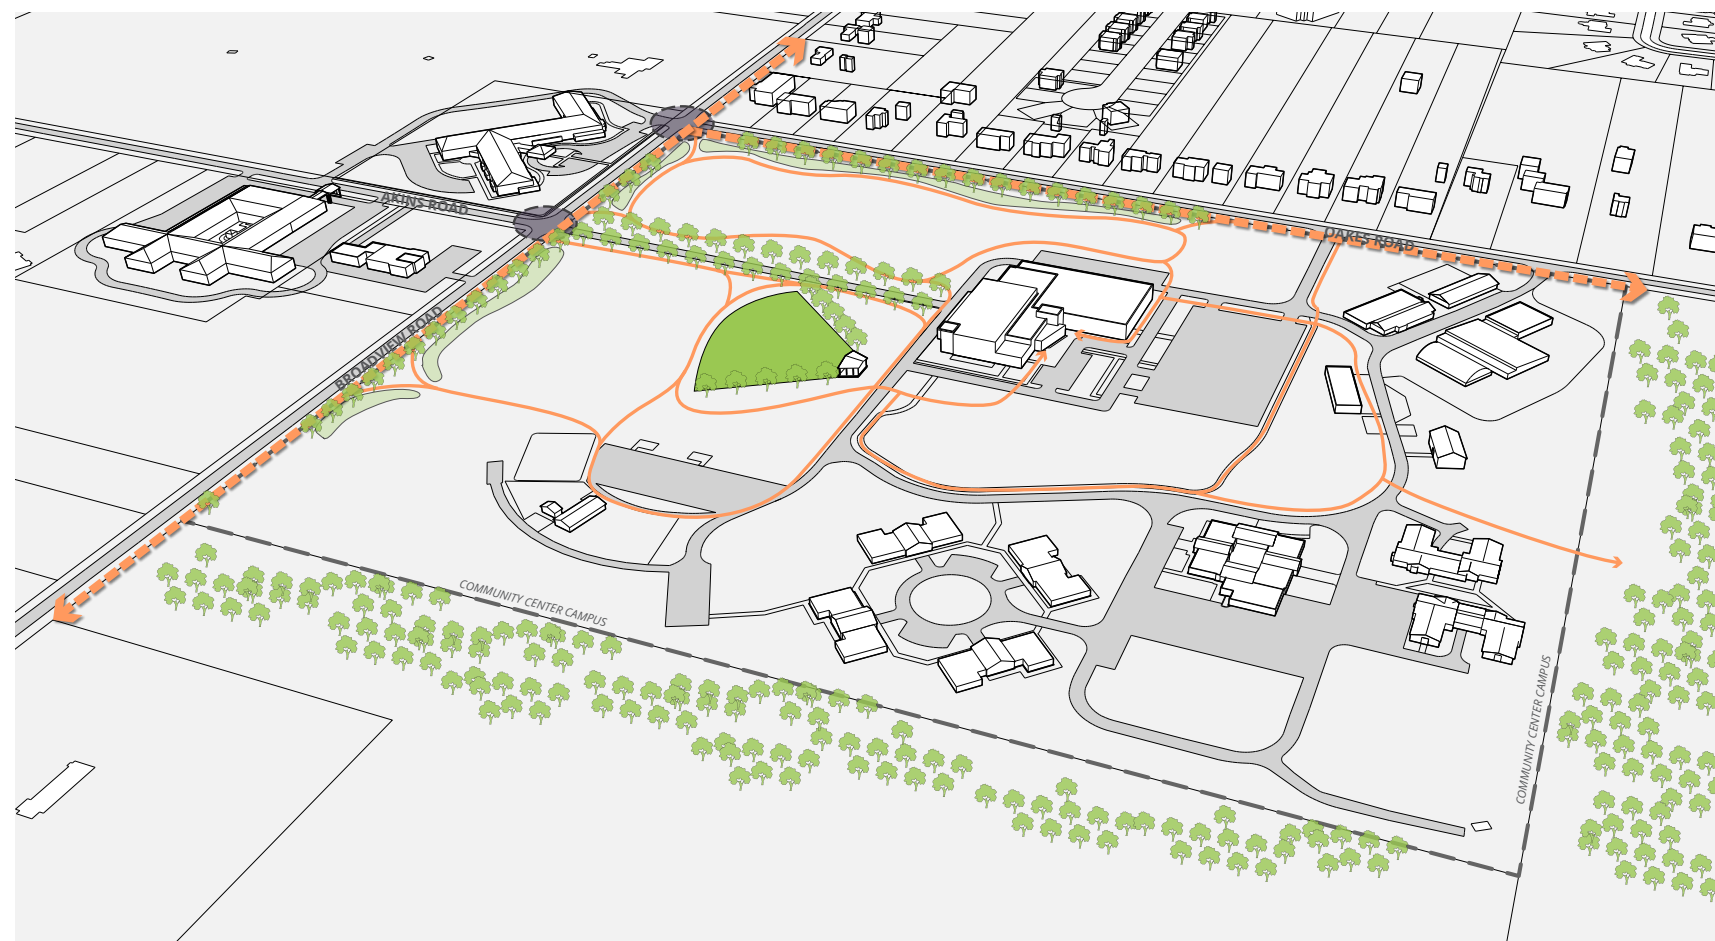 AKINS ROAD
OAKES ROAD
BROADVIEW ROAD
COMMUNITY CENTER CAMPUS
COMMUNITY CENTER CAMPUS